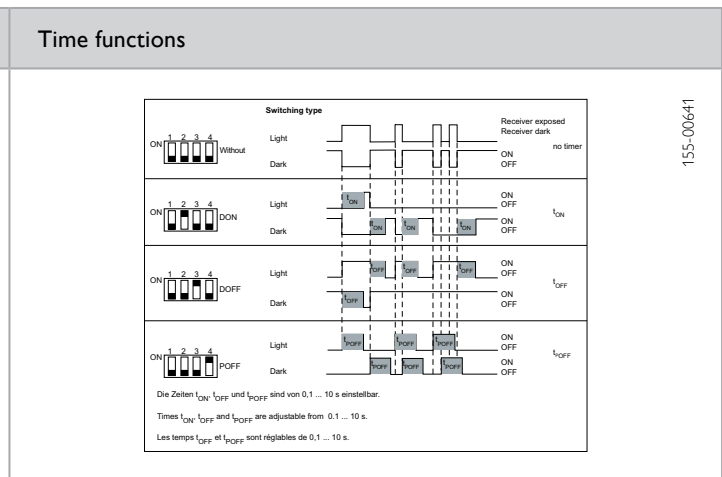 Time functions
155-00641
Switching type
Receiver exposed
Receiver dark
ON 1 2 3 4 Without Light no timer
Dark ON
OFF
ON 1 2 3 4 DON Light tON ON
OFF
tON
Dark tON tON tON ON
OFF
ON 1 2 3 4 DOFF Light tOFF tOFF tOFF ON
OFF
tOFF
Dark tOFF ON
OFF
ON 1 2 3 4 POFF Light tPOFF tPOFF tPOFF ON
OFF
tPOFF
Dark tPOFF tPOFF tPOFF ON
OFF
Die Zeiten tON, tOFF und tPOFF sind von 0,1 ... 10 s einstellbar.
Times tON, tOFF and tPOFF are adjustable from 0.1 ... 10 s.
Les temps tOFF et tPOFF sont réglables de 0,1 ... 10 s.